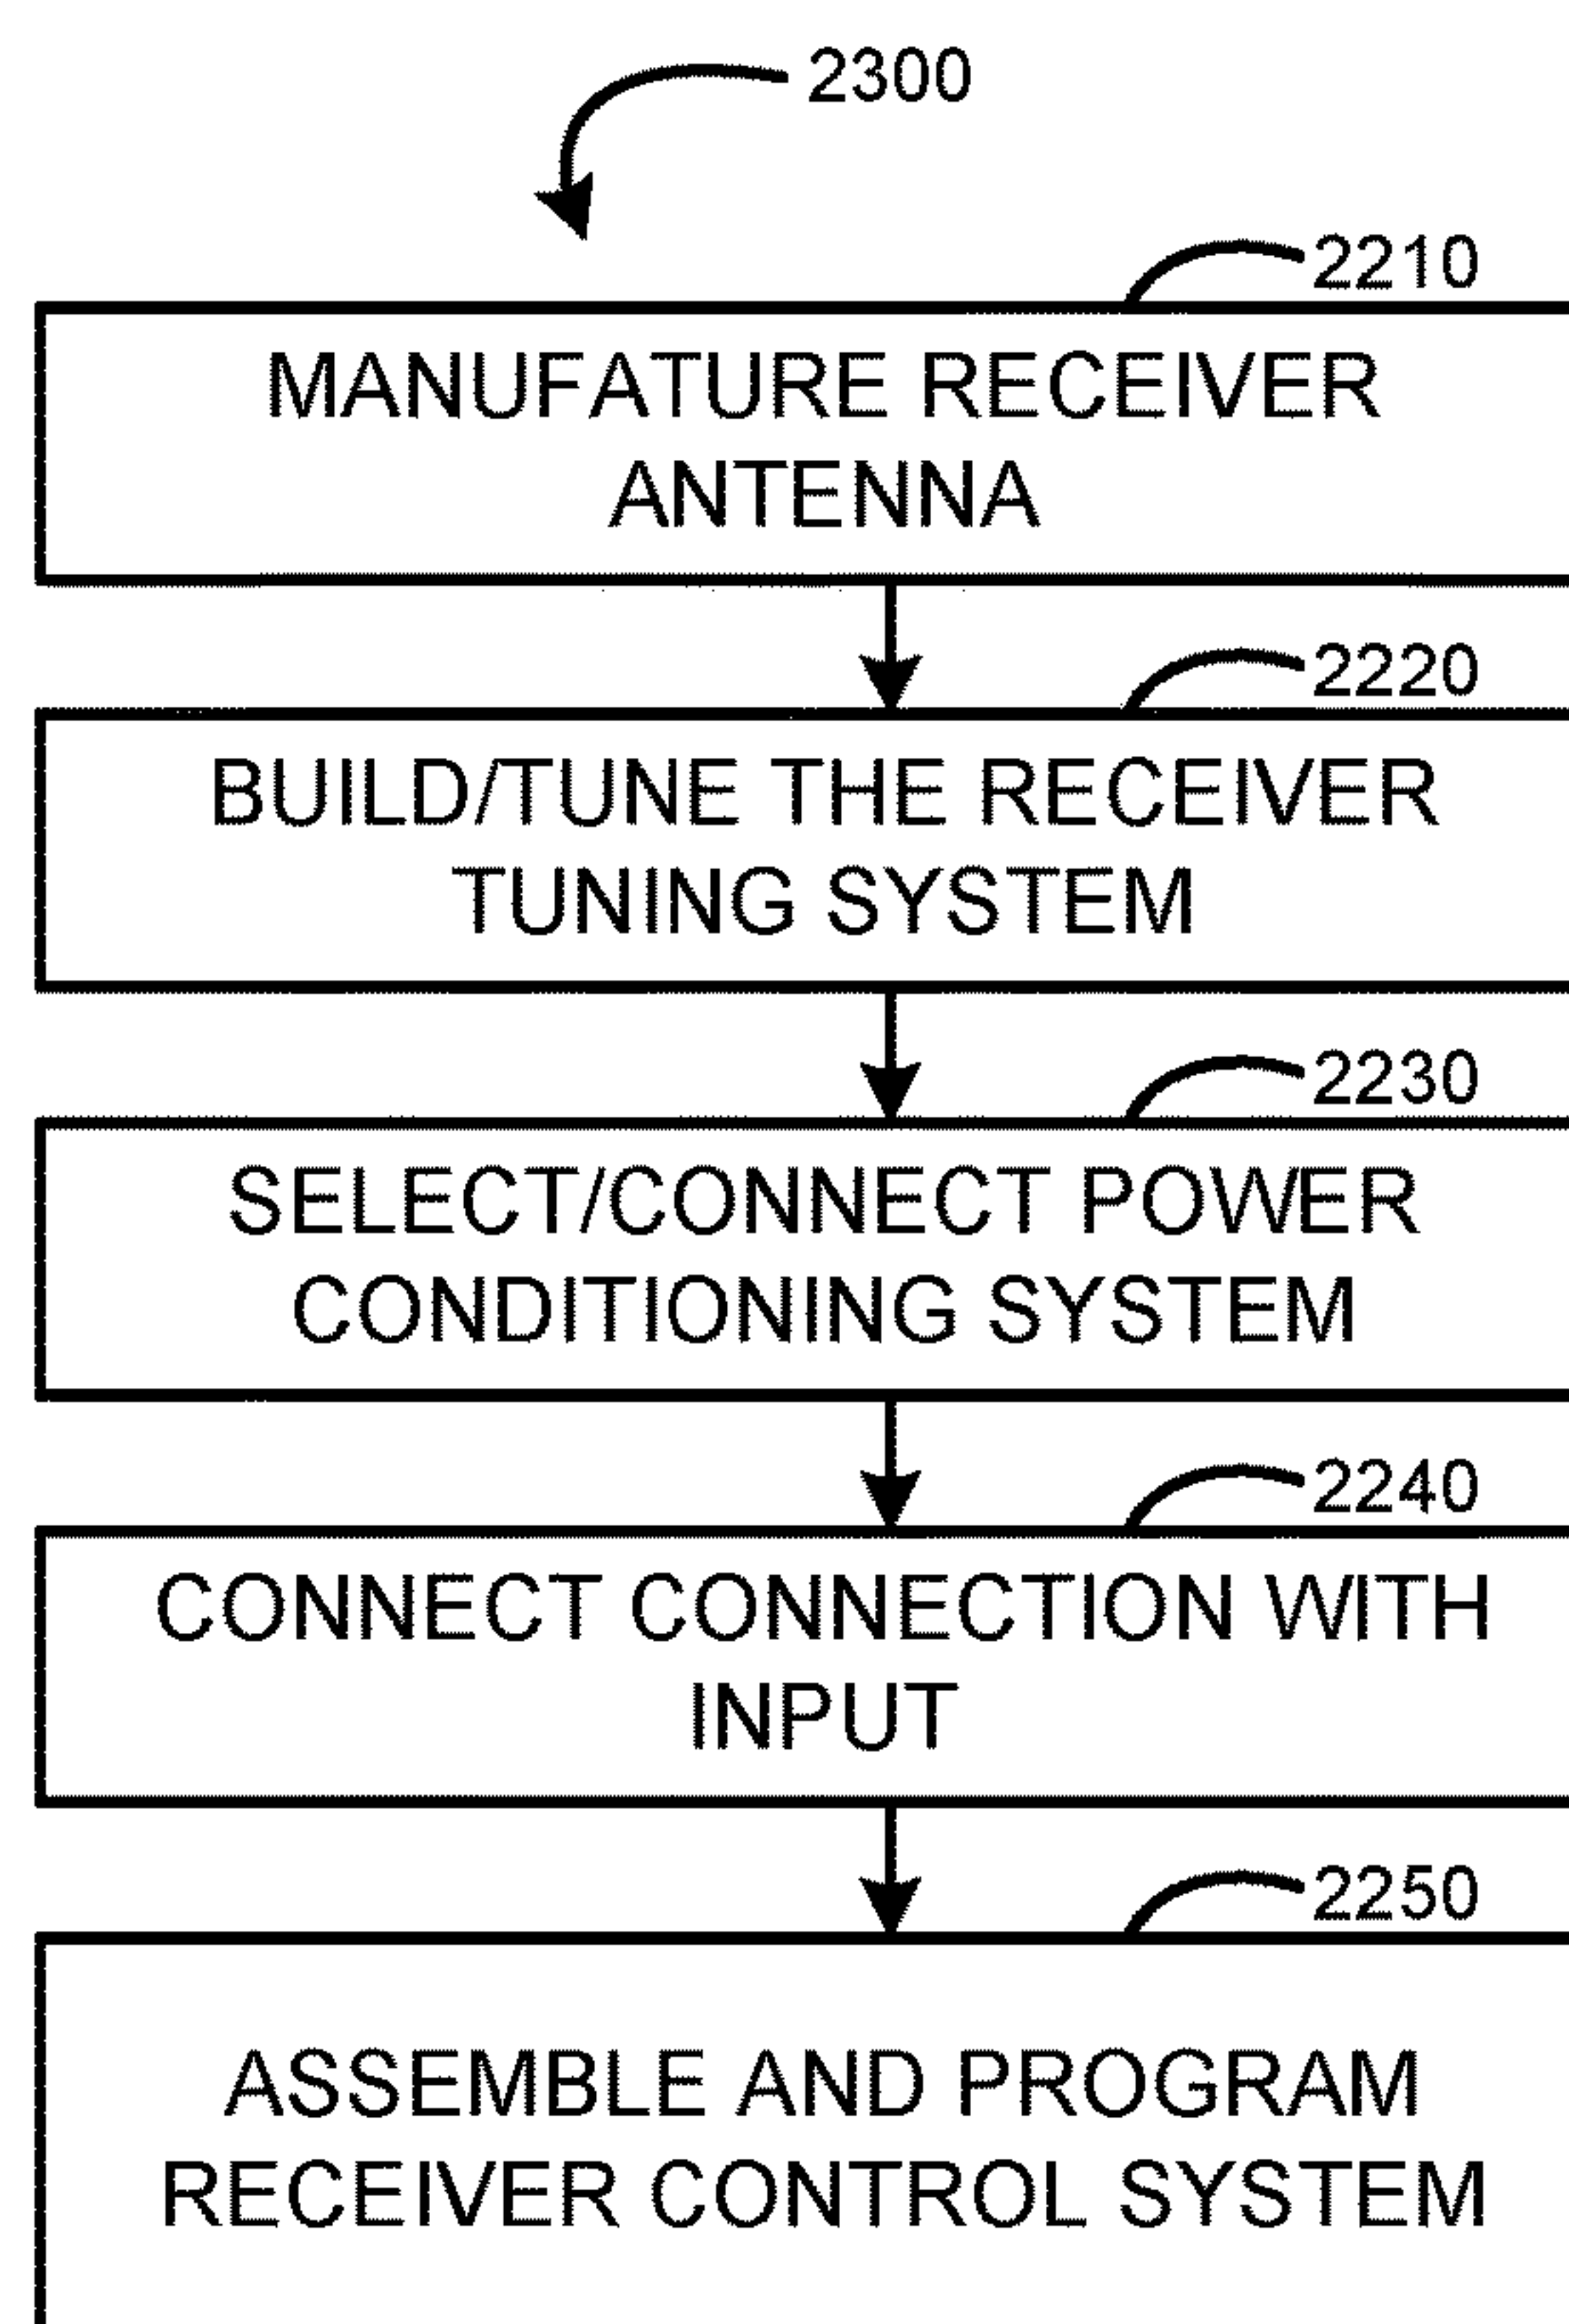 2300
2210
MANUFATURE RECEIVER
ANTENNA
2220
BUILD/TUNE THE RECEIVER
TUNING SYSTEM
2230
SELECT/CONNECT POWER
CONDITIONING SYSTEM
2240
CONNECT CONNECTION WITH
INPUT
2250
ASSEMBLE AND PROGRAM
RECEIVER CONTROL SYSTEM